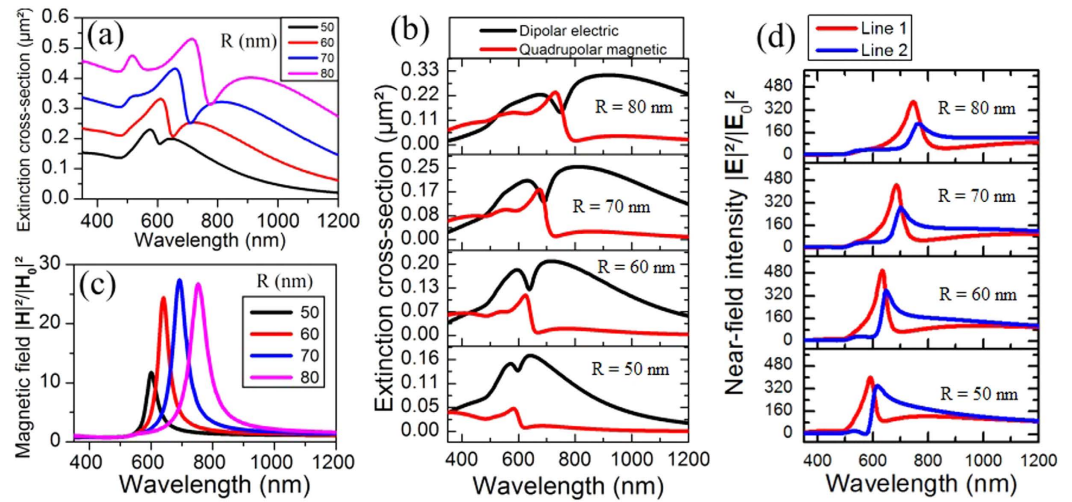 (a)
R (nm)
50
60
70
80
0.6
0.5
0.4
0.3
0.2
0.1
0.0
Extinction cross-section (μm²)
400 600 800 1000 1200
Wavelength (nm)
(b)
Dipolar electric
Quadrupolar magnetic
0.33
0.22
0.11
0.00
R = 80 nm
0.25
0.16
0.08
0.00
R = 70 nm
0.20
0.13
0.07
0.00
R = 60 nm
0.16
0.11
0.05
0.00
R = 50 nm
Extinction cross-section (μm²)
400 600 800 1000 1200
Wavelength (nm)
(c)
R (nm)
50
60
70
80
30
20
10
0
Magnetic field |H|²/|H₀|²
400 600 800 1000 1200
Wavelength (nm)
(d)
Line 1
Line 2
480
320
160
0
R = 80 nm
480
320
160
0
R = 70 nm
480
320
160
0
R = 60 nm
480
320
160
0
R = 50 nm
Near-field intensity |E|²/|E₀|²
400 600 800 1000 1200
Wavelength (nm)